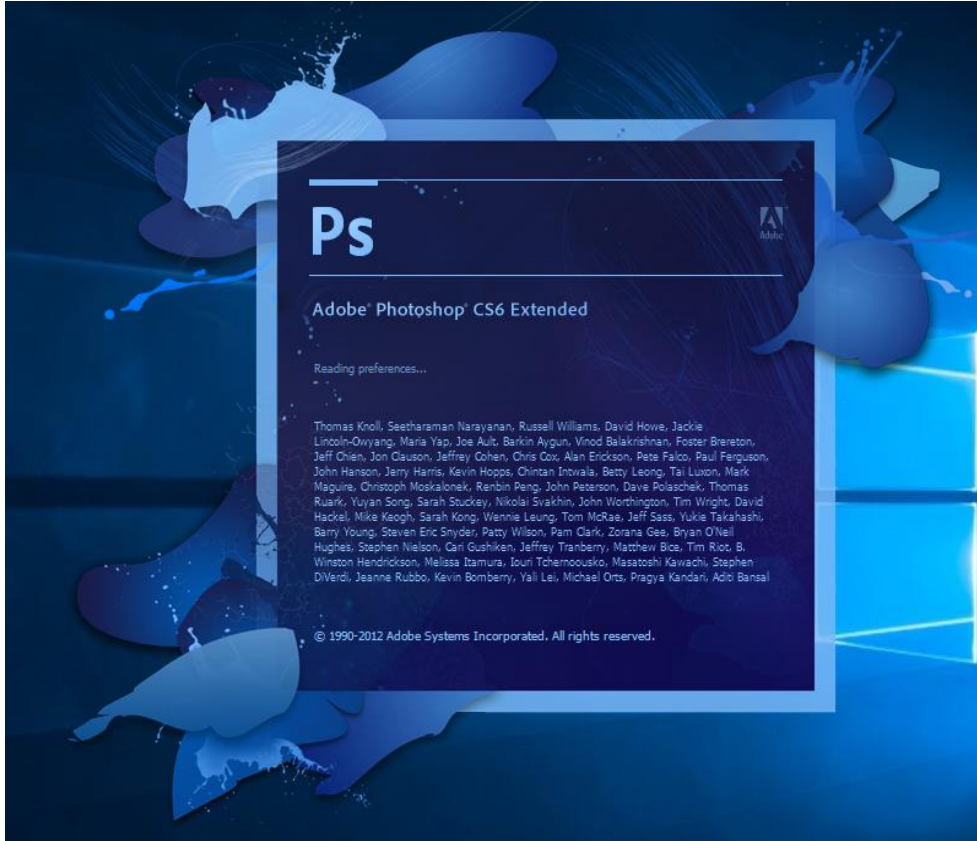 Ps
Adobe
Adobe® Photoshop® CS6 Extended
Reading preferences...
Thomas Knoll, Seetharaman Narayanan, Russell Williams, David Howe, Jackie
Lincoln-Owyang, Maria Yap, Joe Ault, Barkin Aygun, Vinod Balakrishnan, Foster Brereton,
Jeff Chien, Jon Clauson, Jeffrey Cohen, Chris Cox, Alan Erickson, Pete Falco, Paul Ferguson,
John Hanson, Jerry Harris, Kevin Hopps, Chintan Intwala, Betty Leong, Tai Luxon, Mark
Maguire, Christoph Moskalonek, Renbin Peng, John Peterson, Dave Polaschek, Thomas
Ruark, Yuyan Song, Sarah Stuckey, Nikolai Svakhin, John Worthington, Tim Wright, David
Hackel, Mike Keogh, Sarah Kong, Wennie Leung, Tom McRae, Jeff Sass, Yukie Takahashi,
Barry Young, Steven Eric Snyder, Patty Wilson, Pam Clark, Zorana Gee, Bryan O'Neil
Hughes, Stephen Nielson, Cari Gushiken, Jeffrey Tranberry, Matthew Bice, Tim Riot, B.
Winston Hendrickson, Melissa Itamura, Iouri Tchernoousko, Masatoshi Kawachi, Stephen
DiVerdi, Jeanne Rubbo, Kevin Bomberry, Yali Lei, Michael Orts, Pragya Kandari, Aditi Bansal
© 1990-2012 Adobe Systems Incorporated. All rights reserved.